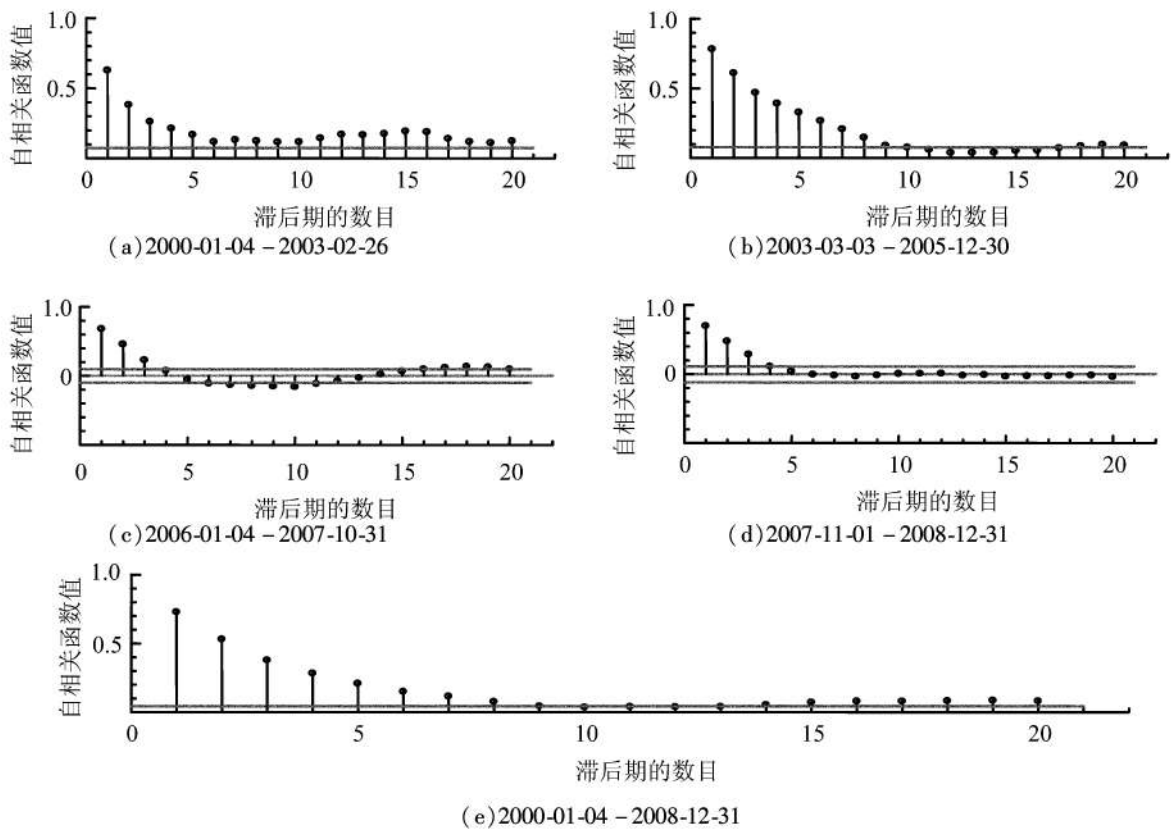 自相关函数值
1.0
0.5
0 5 10 15 20
滞后期的数目
(a)2000-01-04 – 2003-02-26
自相关函数值
1.0
0.5
0 5 10 15 20
滞后期的数目
(b)2003-03-03 – 2005-12-30
自相关函数值
1.0
0
0 5 10 15 20
滞后期的数目
(c)2006-01-04 – 2007-10-31
自相关函数值
1.0
0
0 5 10 15 20
滞后期的数目
(d)2007-11-01 – 2008-12-31
自相关函数值
1.0
0.5
0 5 10 15 20
滞后期的数目
(e)2000-01-04 – 2008-12-31